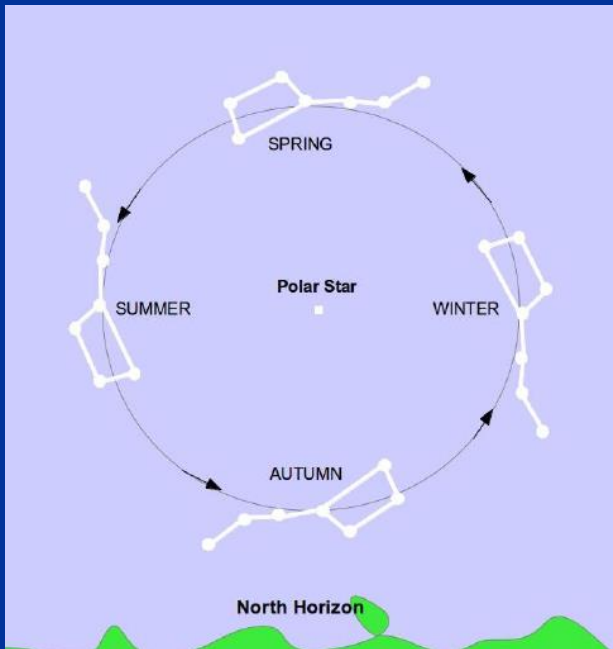 SPRING
Polar Star
SUMMER
WINTER
AUTUMN
North Horizon